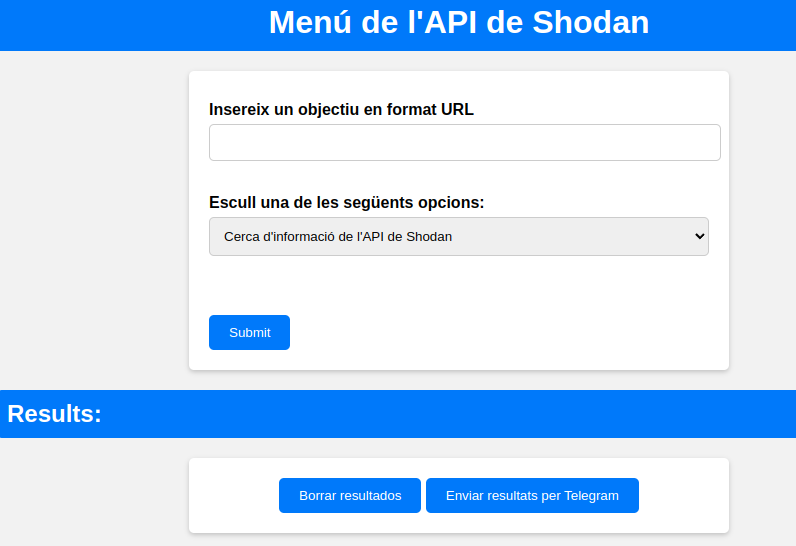 Menú de l'API de Shodan
Insereix un objectiu en format URL
Escull una de les següents opcions:
Cerca d'informació de l'API de Shodan
Submit
Results:
Borrar resultados
Enviar resultats per Telegram